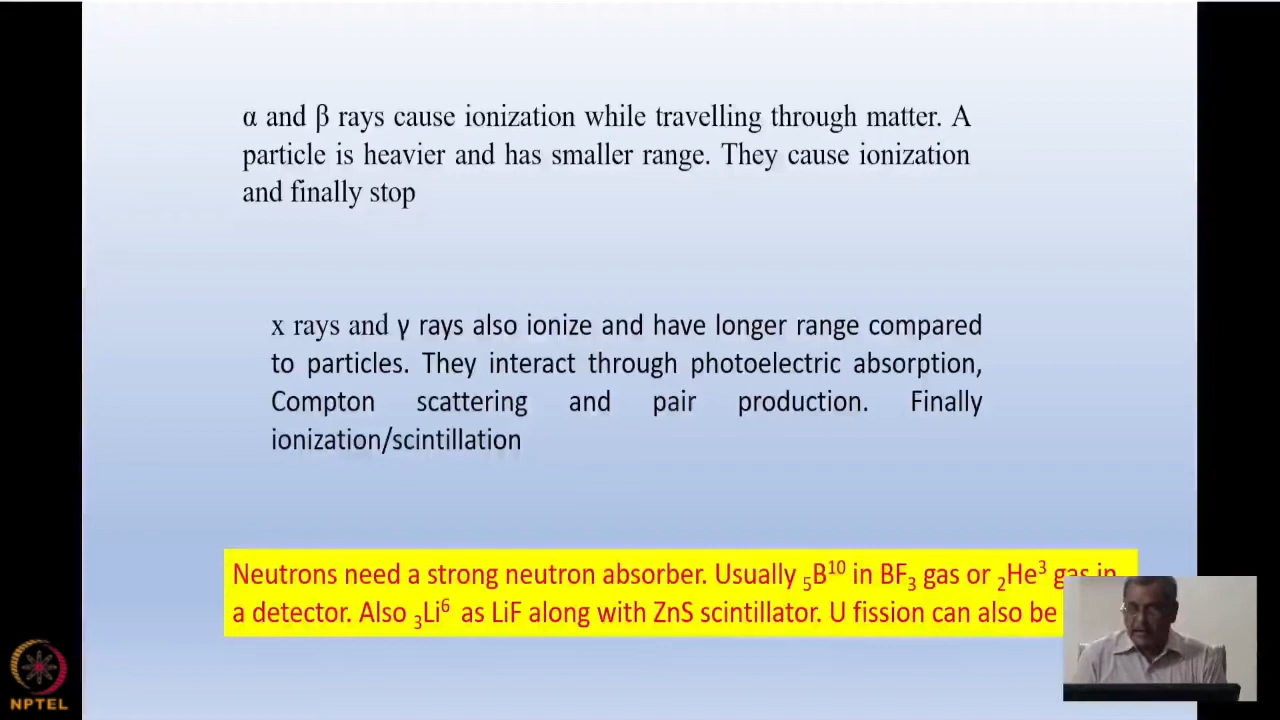 α and β rays cause ionization while travelling through matter. A
particle is heavier and has smaller range. They cause ionization
and finally stop
x rays and γ rays also ionize and have longer range compared
to particles. They interact through photoelectric absorption,
Compton scattering and pair production. Finally
ionization/scintillation
Neutrons need a strong neutron absorber. Usually ₅B¹⁰ in BF₃ gas or ₂He³ gas in
a detector. Also ₃Li⁶ as LiF along with ZnS scintillator. U fission can also be
NPTEL